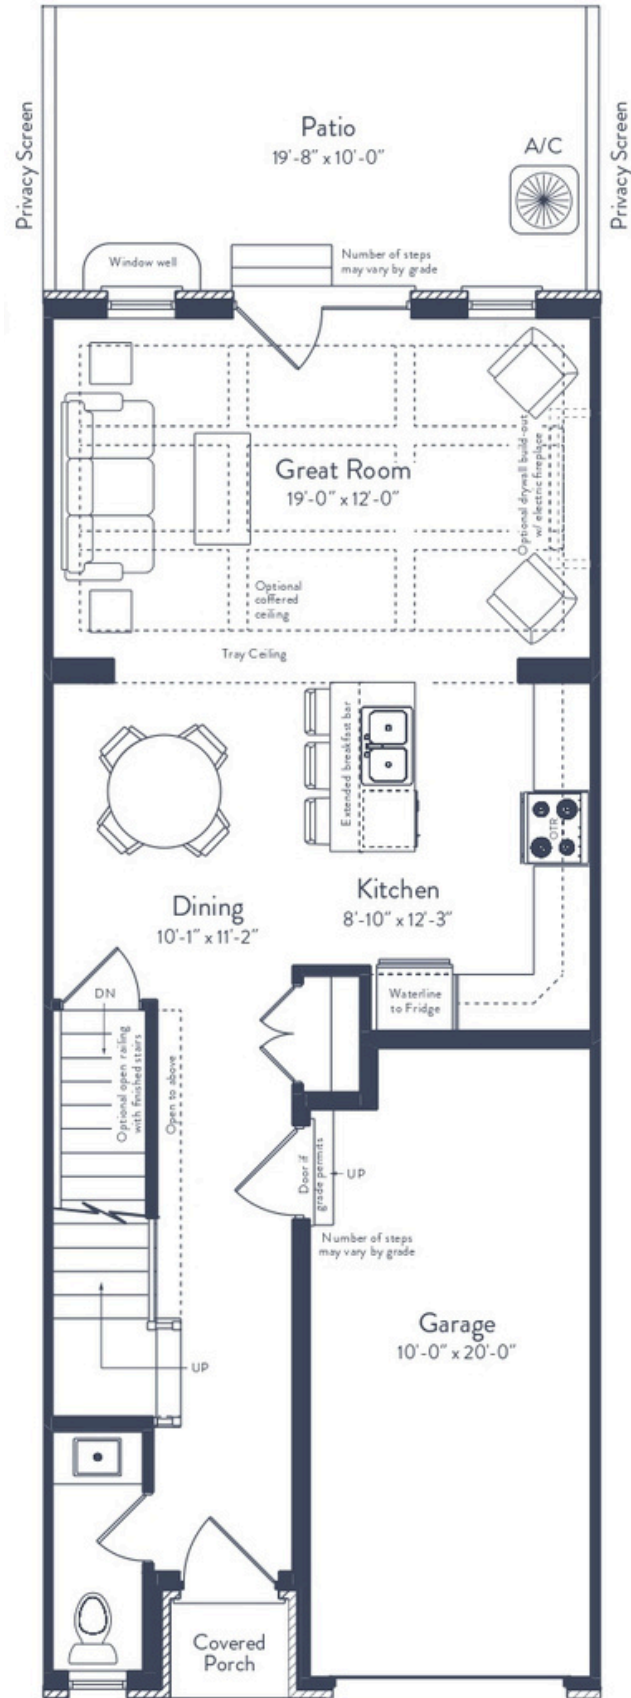 Privacy Screen
Patio
19'-8" x 10'-0"
A/C
Privacy Screen
Window well
Number of steps
may vary by grade
Great Room
19'-0" x 12'-0"
Optional drywall build-out
w/ electric fireplace
Optional
coffered
ceiling
Tray Ceiling
Extended breakfast bar
OTR
Kitchen
8'-10" x 12'-3"
Dining
10'-1" x 11'-2"
Waterline
to Fridge
DN
Optional open railing
with finished stairs
Open to above
Door if
grade permits
UP
Number of steps
may vary by grade
Garage
10'-0" x 20'-0"
UP
Covered
Porch